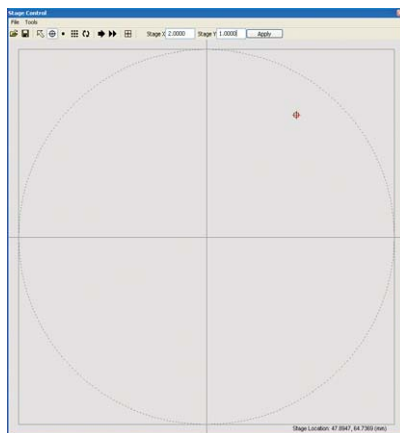 Stage Control
File Tools
Stage X 2.0000 Stage Y 1.0000 Apply
Stage Location: 47.8947, 64.7369 (mm)